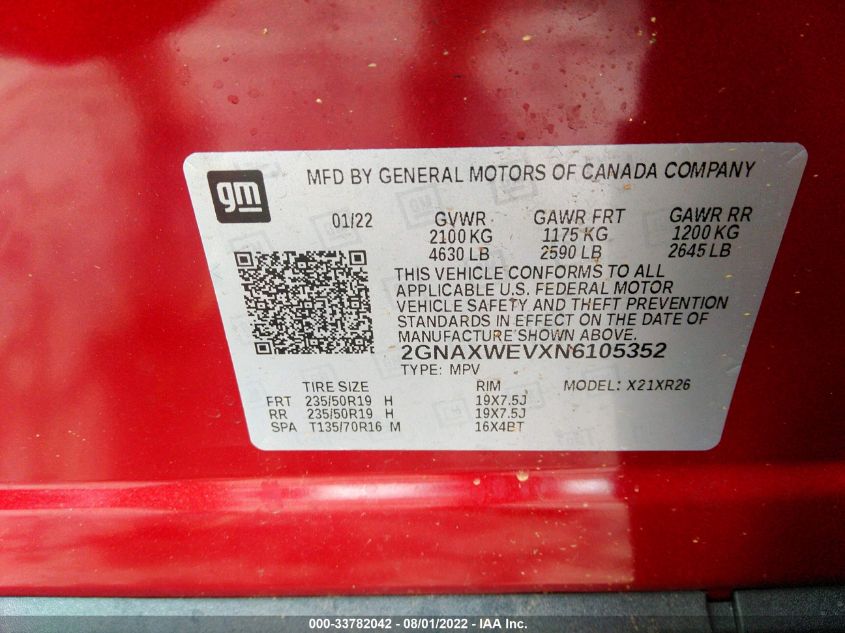 gm
MFD BY GENERAL MOTORS OF CANADA COMPANY
01/22 GVWR GAWR FRT GAWR RR
2100 KG 1175 KG 1200 KG
4630 LB 2590 LB 2645 LB
THIS VEHICLE CONFORMS TO ALL
APPLICABLE U.S. FEDERAL MOTOR
VEHICLE SAFETY AND THEFT PREVENTION
STANDARDS IN EFFECT ON THE DATE OF
MANUFACTURE SHOWN ABOVE.
2GNAXWEVXN6105352
TYPE: MPV
TIRE SIZE RIM MODEL: X21XR26
FRT 235/50R19 H 19X7.5J
RR 235/50R19 H 19X7.5J
SPA T135/70R16 M 16X4BT
000-33782042 - 08/01/2022 - IAA Inc.